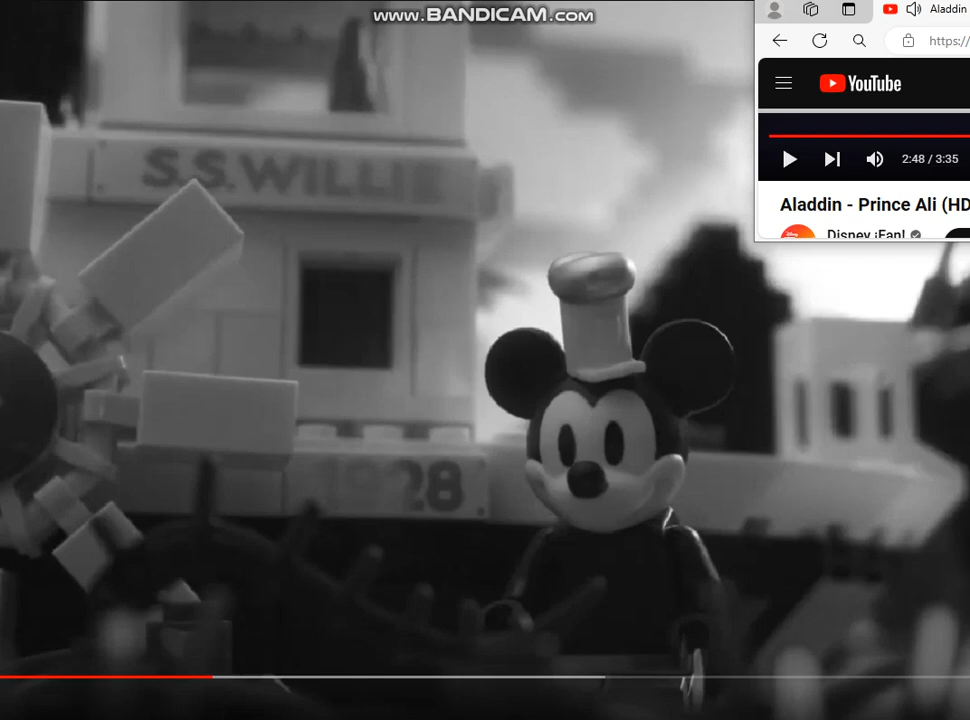 www.BANDICAM.com
Aladdin
https://
YouTube
2:48 / 3:35
Aladdin - Prince Ali (HD
Disney ¡Fan!
S.S.WILLIE
1928